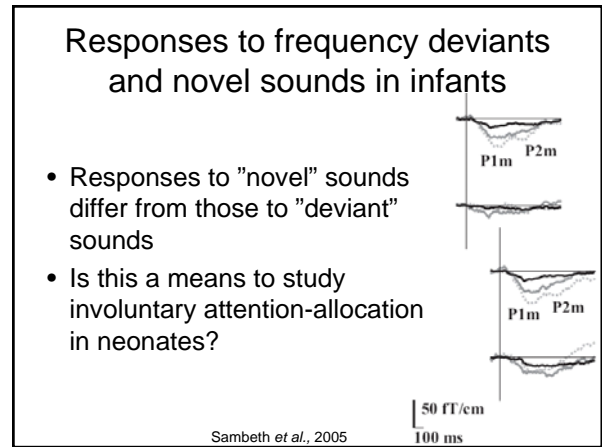 Responses to frequency deviants
and novel sounds in infants
• Responses to ”novel” sounds
differ from those to ”deviant”
sounds
• Is this a means to study
involuntary attention-allocation
in neonates?
P1m
P2m
P1m
P2m
50 fT/cm
100 ms
Sambeth et al., 2005